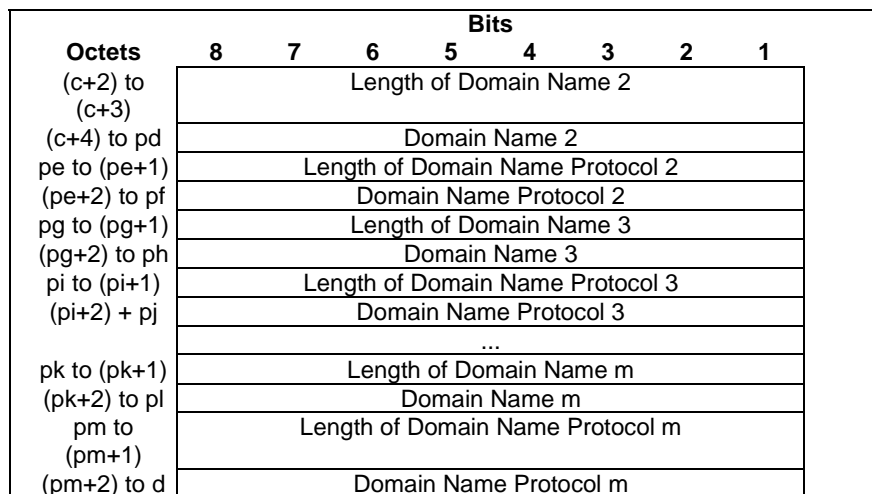 Bits
Octets 8 7 6 5 4 3 2 1
(c+2) to Length of Domain Name 2
(c+3)
(c+4) to pd Domain Name 2
pe to (pe+1) Length of Domain Name Protocol 2
(pe+2) to pf Domain Name Protocol 2
pg to (pg+1) Length of Domain Name 3
(pg+2) to ph Domain Name 3
pi to (pi+1) Length of Domain Name Protocol 3
(pi+2) + pj Domain Name Protocol 3
...
pk to (pk+1) Length of Domain Name m
(pk+2) to pl Domain Name m
pm to Length of Domain Name Protocol m
(pm+1)
(pm+2) to d Domain Name Protocol m